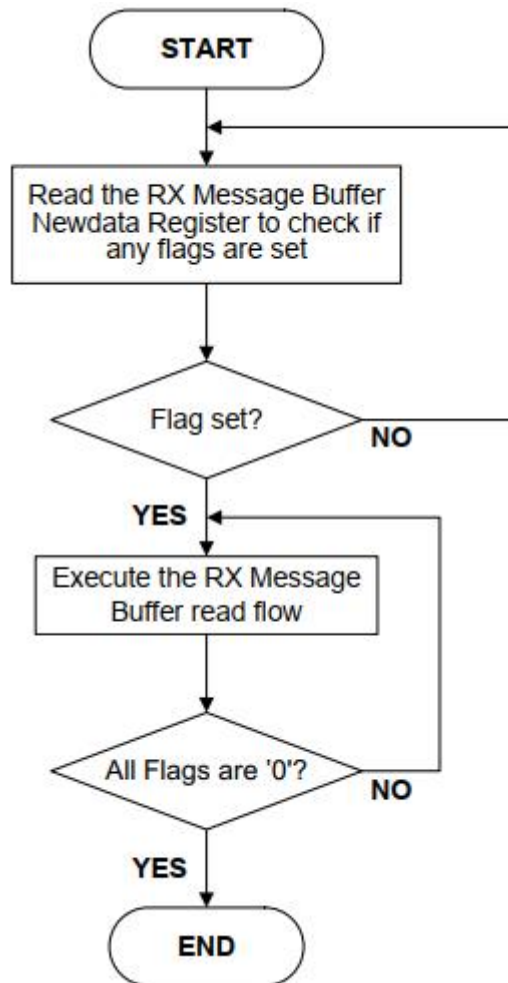 START
Read the RX Message Buffer
Newdata Register to check if
any flags are set
Flag set?
NO
YES
Execute the RX Message
Buffer read flow
All Flags are '0'?
NO
YES
END